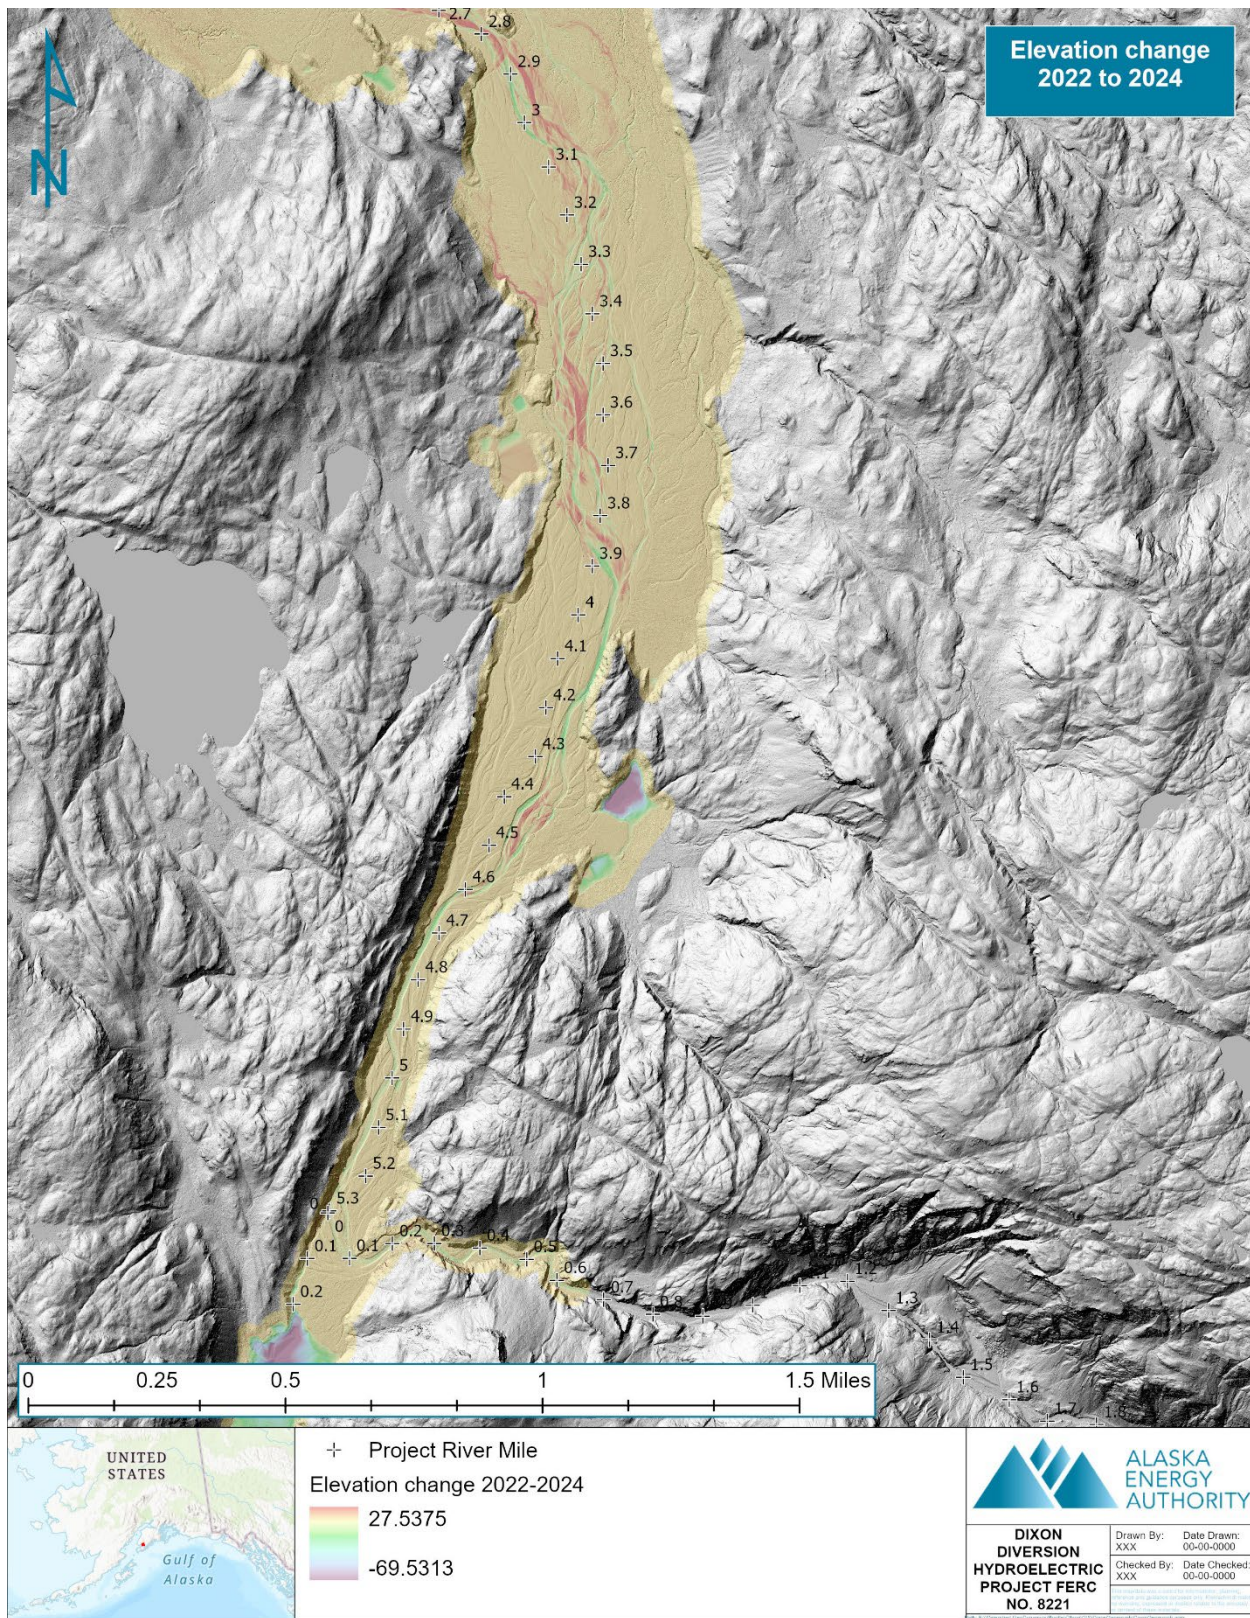 Elevation change
2022 to 2024
N
2.7
2.8
2.9
3
3.1
3.2
3.3
3.4
3.5
3.6
3.7
3.8
3.9
4
4.1
4.2
4.3
4.4
4.5
4.6
4.7
4.8
4.9
5
5.1
5.2
5.3
0
0
0.1
0.1
0.2
0.3
0.4
0.5
0.2
0.6
0.7
0.8
1.2
1.3
1.4
1.5
1.6
1.7
1.8
0 0.25 0.5 1 1.5 Miles
UNITED
STATES
Gulf of
Alaska
Project River Mile
Elevation change 2022-2024
27.5375
-69.5313
ALASKA
ENERGY
AUTHORITY
DIXON
DIVERSION
HYDROELECTRIC
PROJECT FERC
NO. 8221
Drawn By: Date Drawn:
XXX 00-00-0000
Checked By: Date Checked:
XXX 00-00-0000